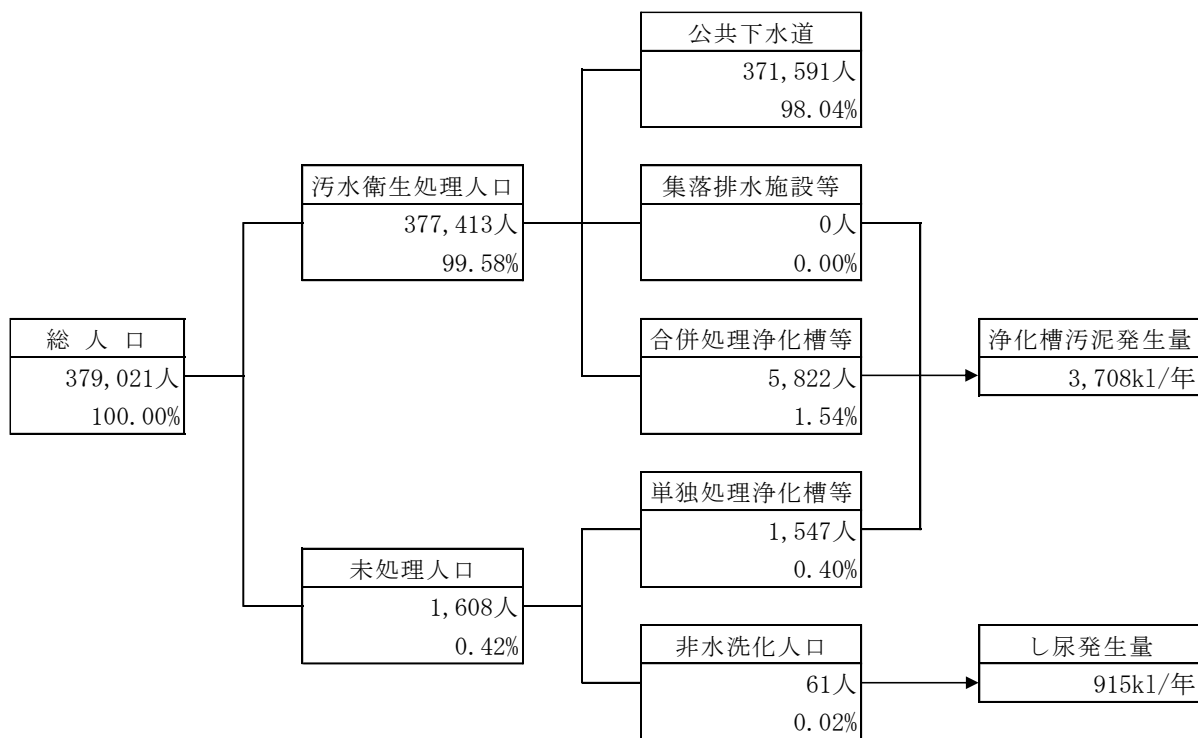 公共下水道
371,591人
98.04%
汚水衛生処理人口
377,413人
99.58%
集落排水施設等
0人
0.00%
総人口
379,021人
100.00%
合併処理浄化槽等
5,822人
1.54%
浄化槽汚泥発生量
3,708kl/年
単独処理浄化槽等
1,547人
0.40%
未処理人口
1,608人
0.42%
非水洗化人口
61人
0.02%
し尿発生量
915kl/年